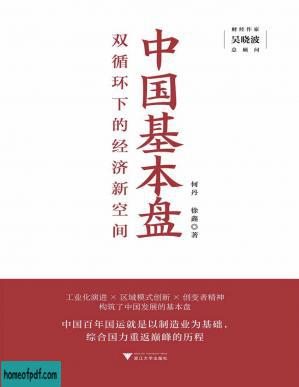 财经作家
吴晓波
总顾问
中国基本盘
双循环下的经济新空间
何丹
徐鑫
著
工业化演进 × 区域模式创新 × 创变者精神
构筑了中国发展的基本盘
中国百年国运就是以制造业为基础，
综合国力重返巅峰的历程
浙江大学出版社
homeofpdf.com